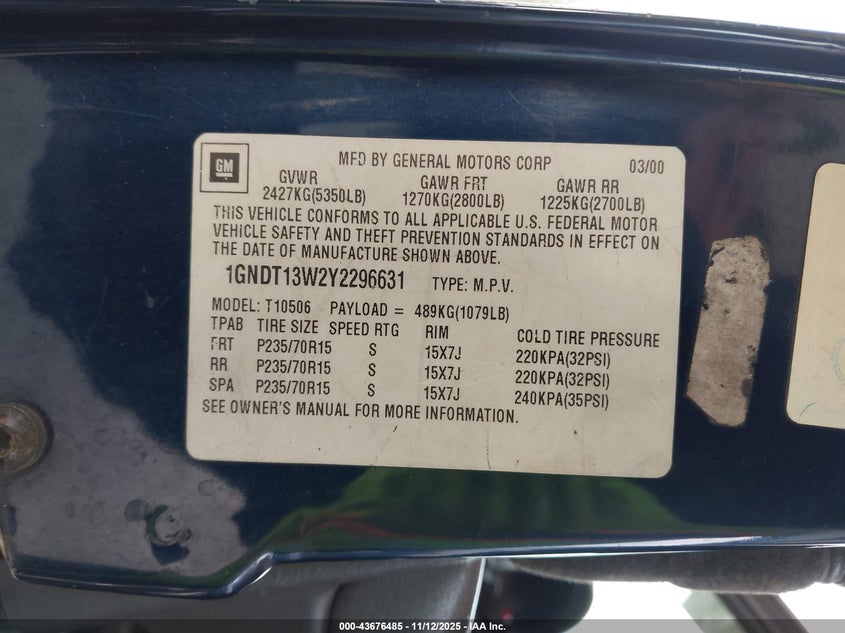 GM
MFD BY GENERAL MOTORS CORP 03/00
GVWR GAWR FRT GAWR RR
2427KG(5350LB) 1270KG(2800LB) 1225KG(2700LB)
THIS VEHICLE CONFORMS TO ALL APPLICABLE U.S. FEDERAL MOTOR
VEHICLE SAFETY AND THEFT PREVENTION STANDARDS IN EFFECT ON
THE DATE OF MANUFACTURE SHOWN ABOVE.
1GNDT13W2Y2296631 TYPE: M.P.V.
MODEL: T10506 PAYLOAD = 489KG(1079LB)
TPAB TIRE SIZE SPEED RTG RIM COLD TIRE PRESSURE
FRT P235/70R15 S 15X7J 220KPA(32PSI)
RR P235/70R15 S 15X7J 220KPA(32PSI)
SPA P235/70R15 S 15X7J 240KPA(35PSI)
SEE OWNER'S MANUAL FOR MORE INFORMATION.
000-43676485 - 11/12/2025 - IAA Inc.